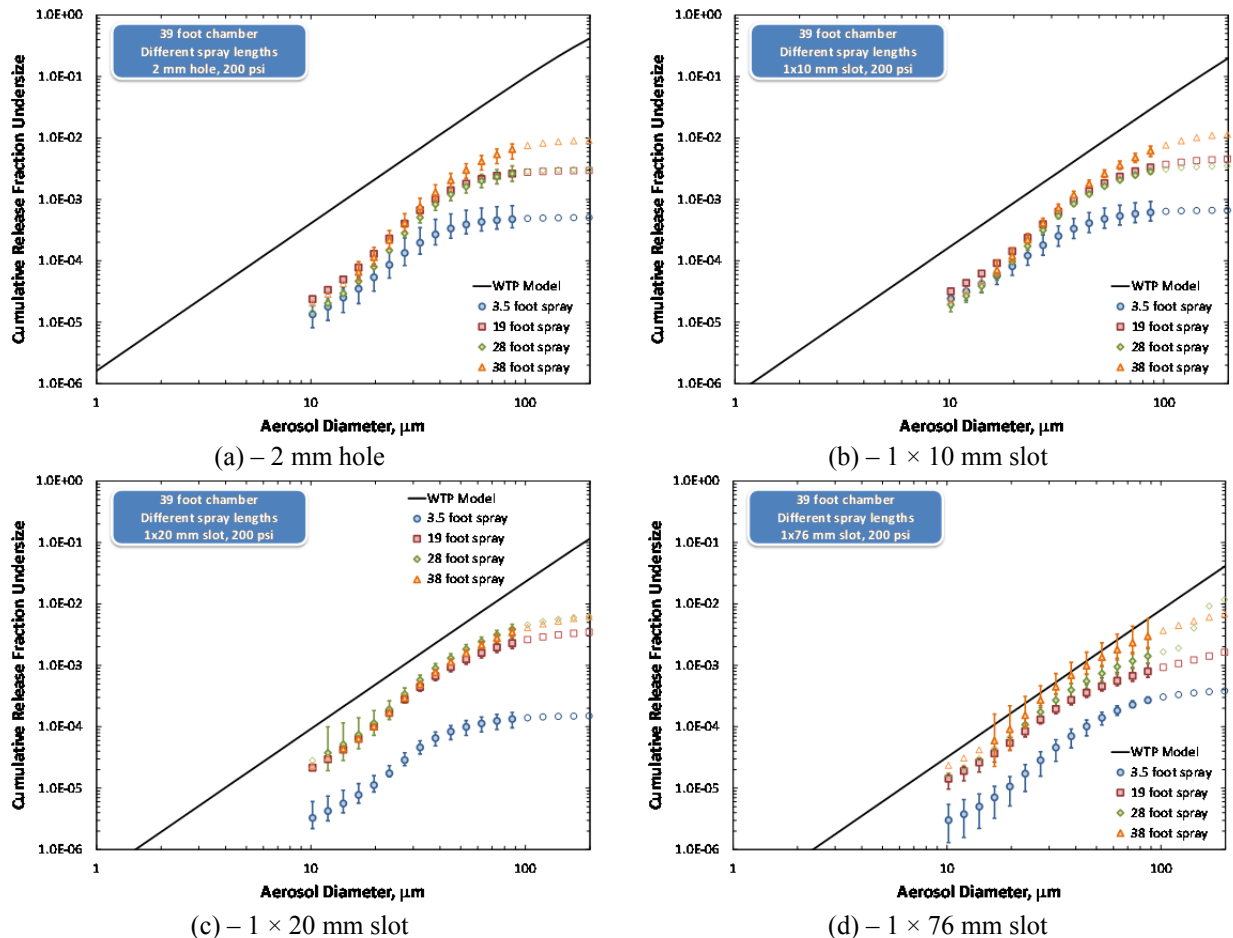 39 foot chamber
Different spray lengths
2 mm hole, 200 psi
Cumulative Release Fraction Undersize
1.0E+00
1.0E-01
1.0E-02
1.0E-03
1.0E-04
1.0E-05
1.0E-06
WTP Model
3.5 foot spray
19 foot spray
28 foot spray
38 foot spray
1
10
100
Aerosol Diameter, µm
(a) – 2 mm hole
39 foot chamber
Different spray lengths
1x10 mm slot, 200 psi
Cumulative Release Fraction Undersize
1.0E+00
1.0E-01
1.0E-02
1.0E-03
1.0E-04
1.0E-05
1.0E-06
WTP Model
3.5 foot spray
19 foot spray
28 foot spray
38 foot spray
1
10
100
Aerosol Diameter, µm
(b) – 1 × 10 mm slot
39 foot chamber
Different spray lengths
1x20 mm slot, 200 psi
Cumulative Release Fraction Undersize
1.0E+00
1.0E-01
1.0E-02
1.0E-03
1.0E-04
1.0E-05
1.0E-06
WTP Model
3.5 foot spray
19 foot spray
28 foot spray
38 foot spray
1
10
100
Aerosol Diameter, µm
(c) – 1 × 20 mm slot
39 foot chamber
Different spray lengths
1x76 mm slot, 200 psi
Cumulative Release Fraction Undersize
1.0E+00
1.0E-01
1.0E-02
1.0E-03
1.0E-04
1.0E-05
1.0E-06
WTP Model
3.5 foot spray
19 foot spray
28 foot spray
38 foot spray
1
10
100
Aerosol Diameter, µm
(d) – 1 × 76 mm slot